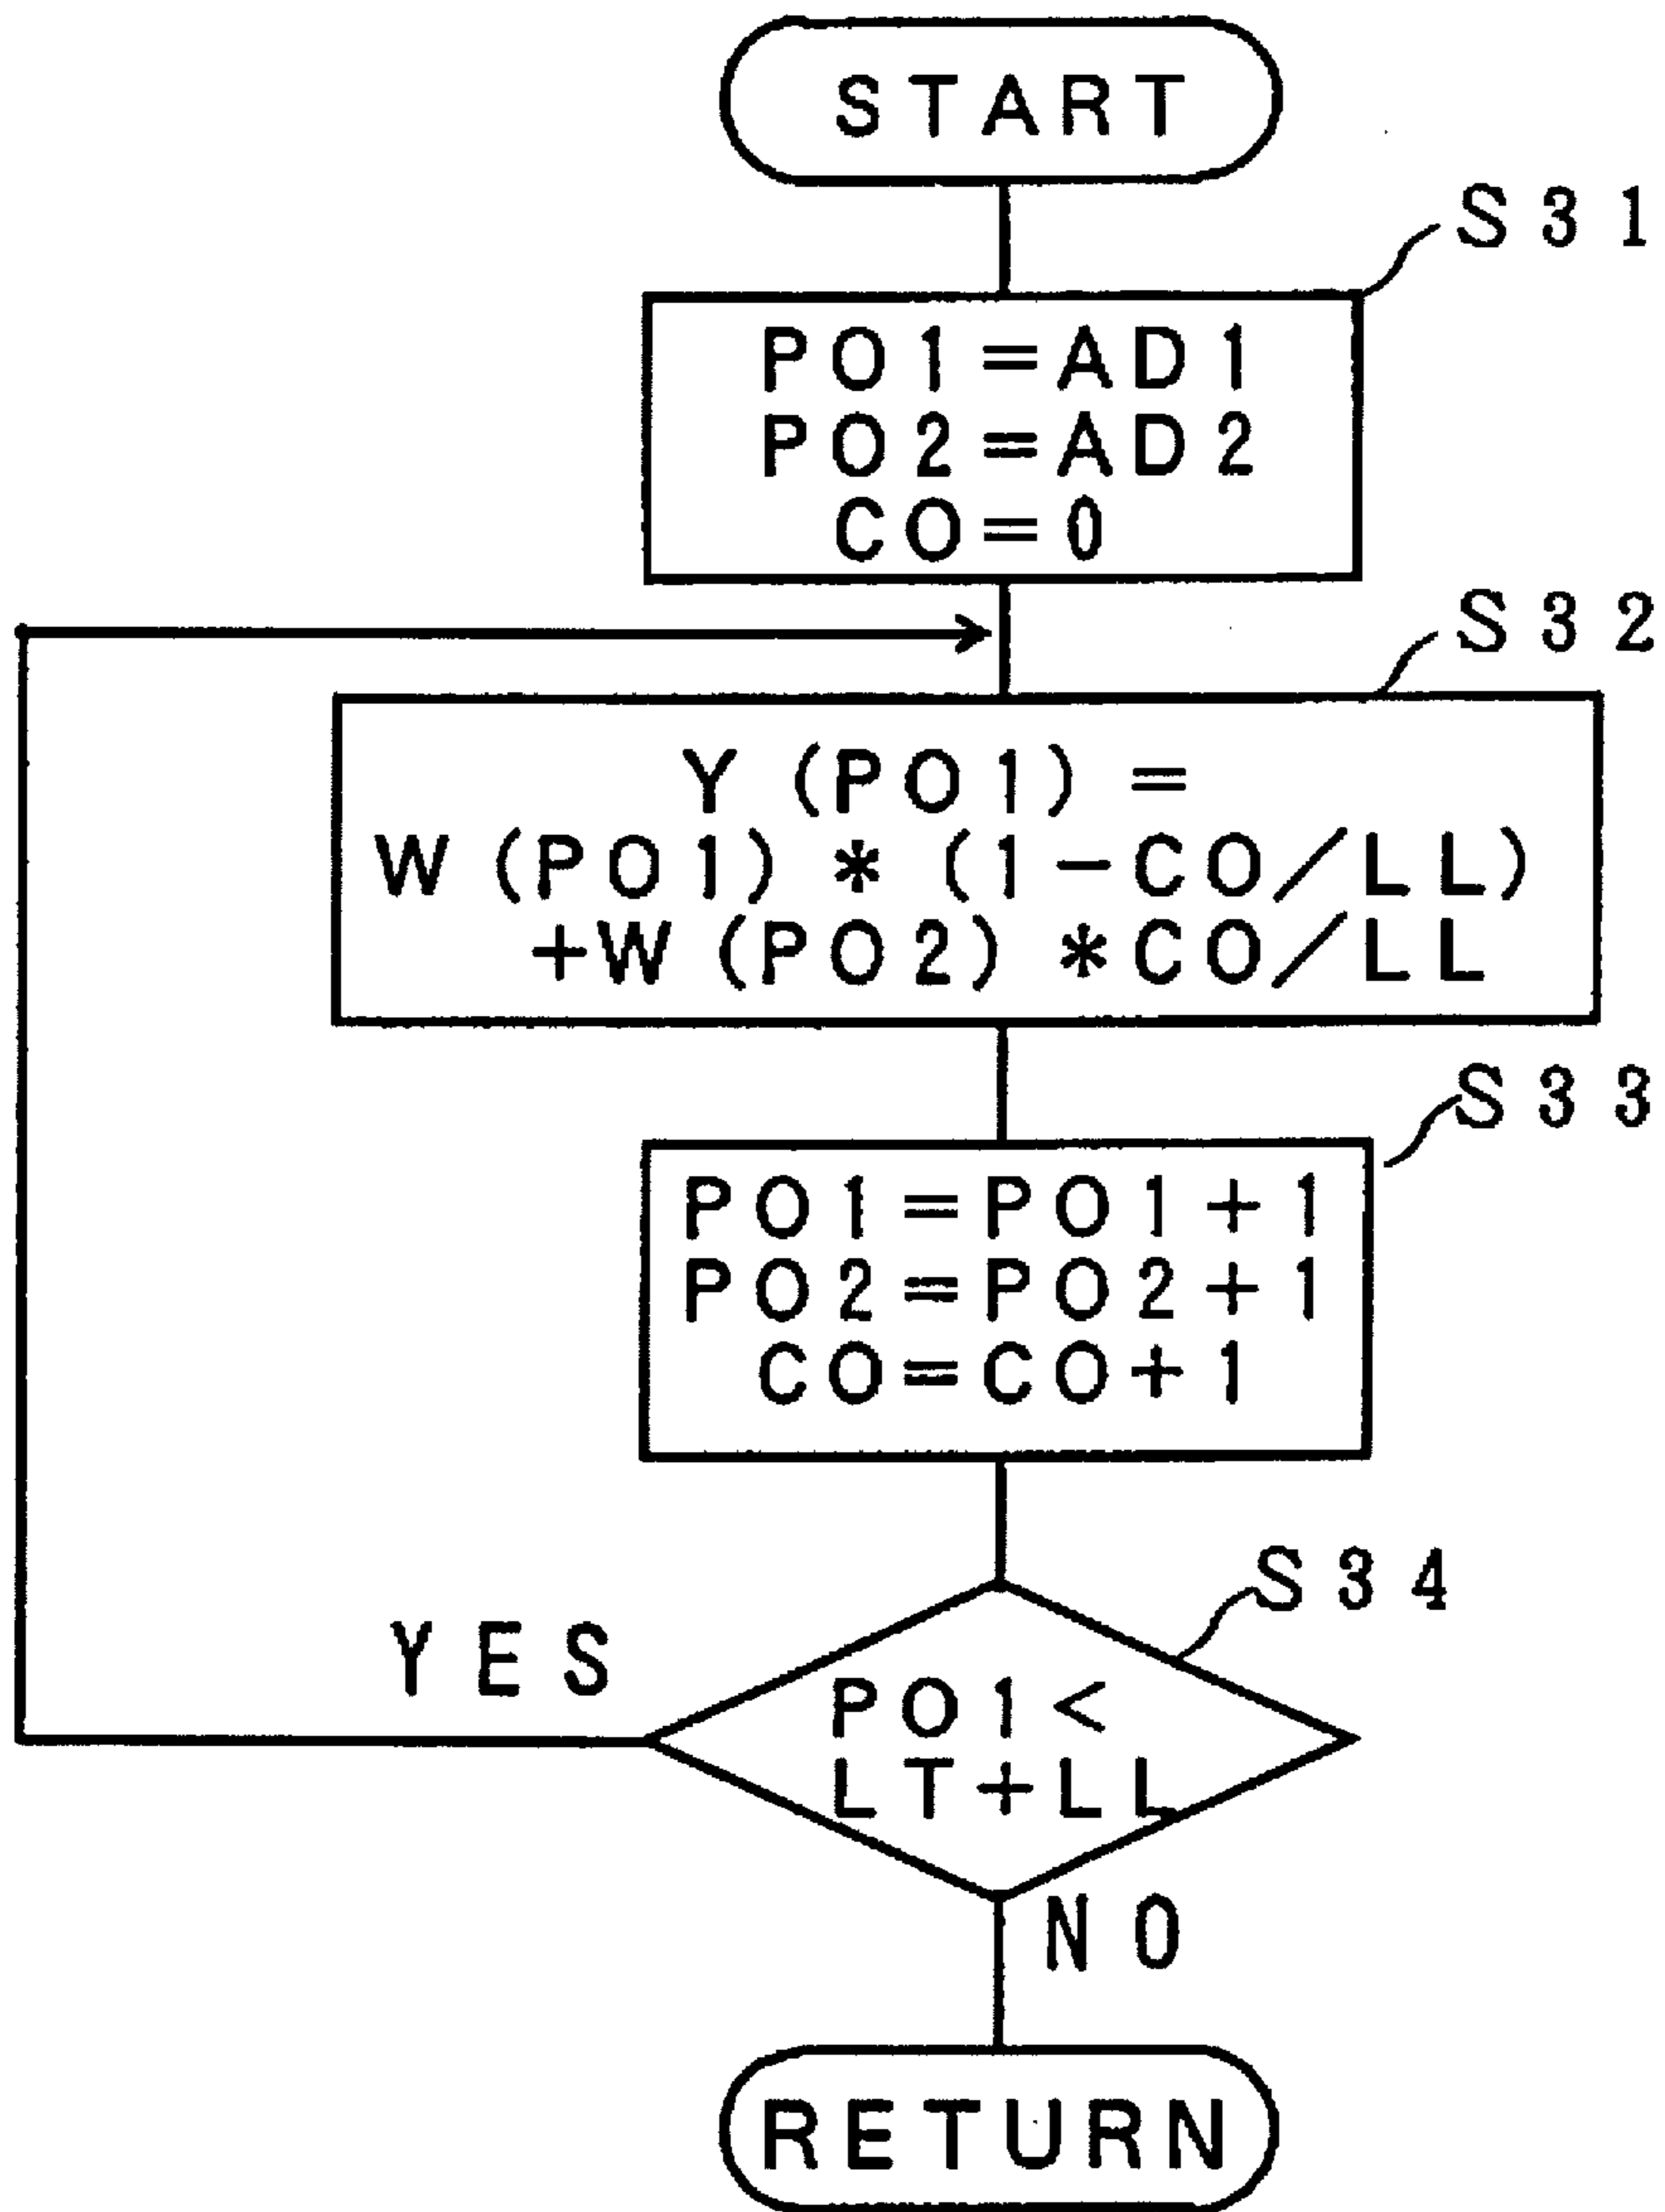 START
S31
PO1=AD1
PO2=AD2
CO=0
S32
Y(PO1)=
W(PO1)*(1-CO/LL)
+W(PO2)*CO/LL
S33
PO1=PO1+1
PO2=PO2+1
CO=CO+1
S34
YES
PO1<
LT+LL
NO
RETURN